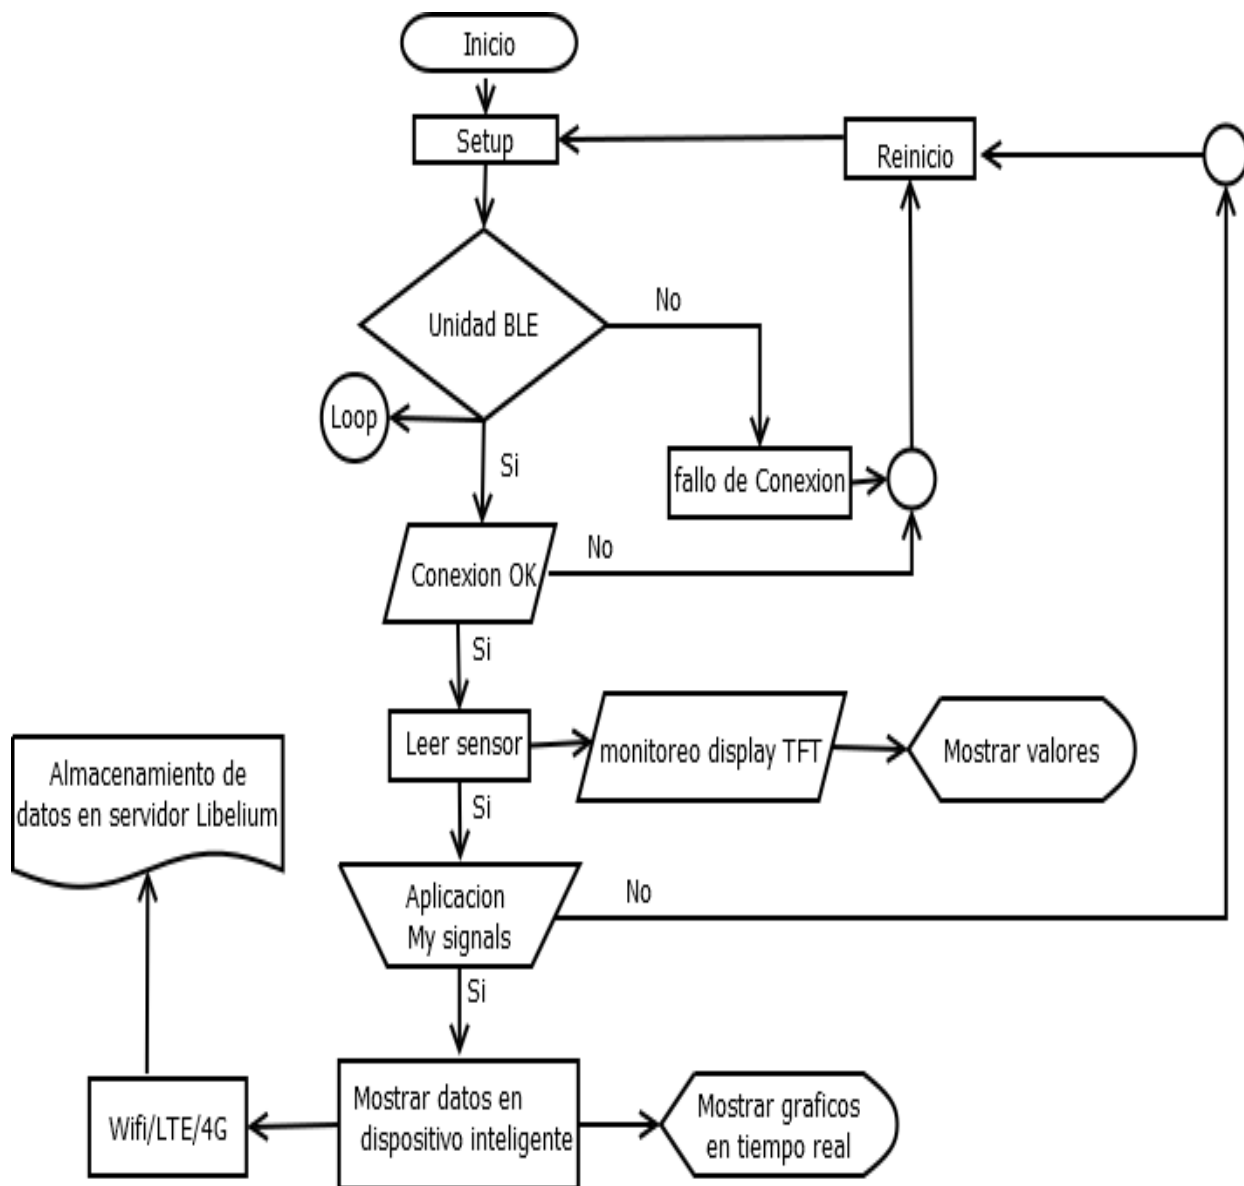 Inicio
Setup
Reinicio
No
Unidad BLE
Loop
Si
fallo de Conexion
No
Conexion OK
Si
Leer sensor
monitoreo display TFT
Mostrar valores
Almacenamiento de
datos en servidor Libelium
Si
Aplicacion
My signals
No
Si
Mostrar datos en
dispositivo inteligente
Wifi/LTE/4G
Mostrar graficos
en tiempo real